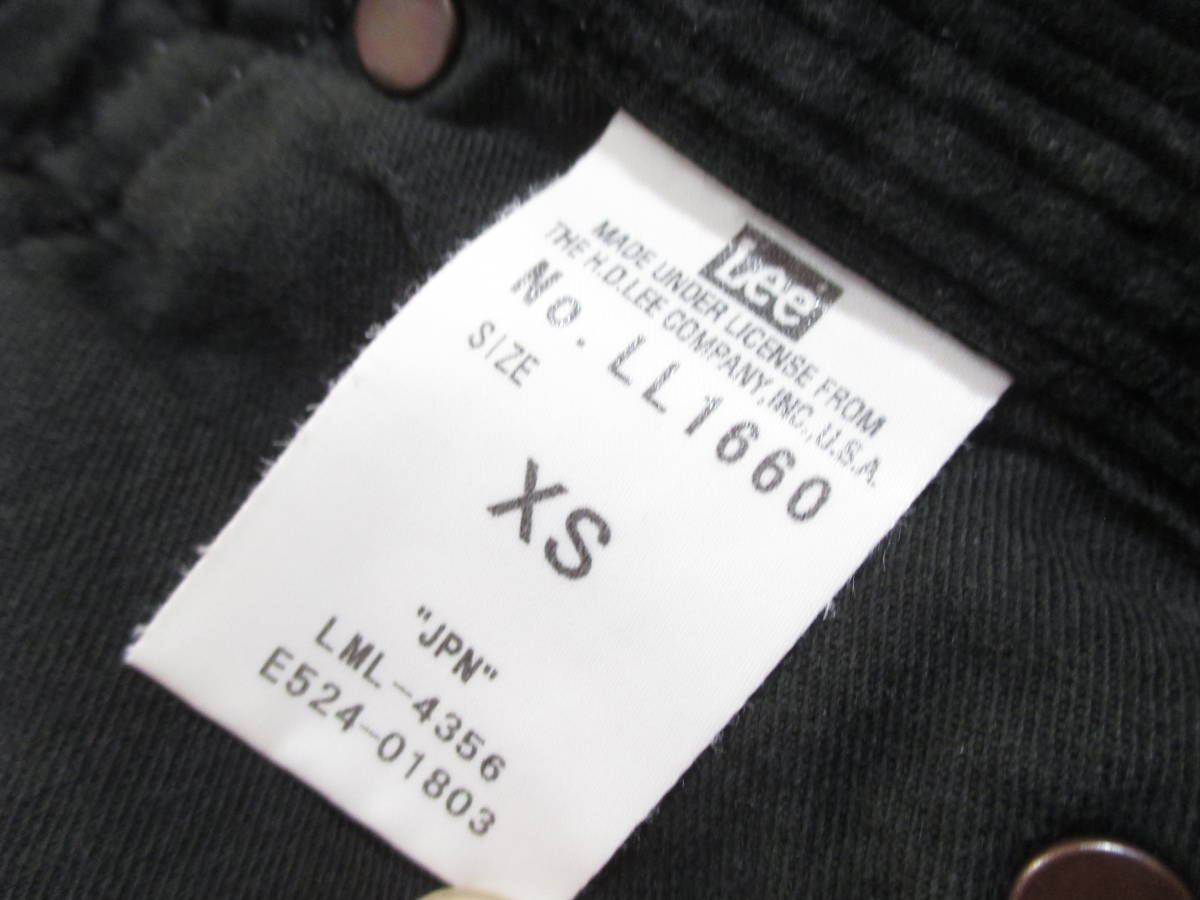 Lee
MADE UNDER LICENSE FROM
THE H.D.LEE COMPANY,INC.,U.S.A.
No. LL1660
SIZE
XS
"JPN"
LML-4356
E524-01803